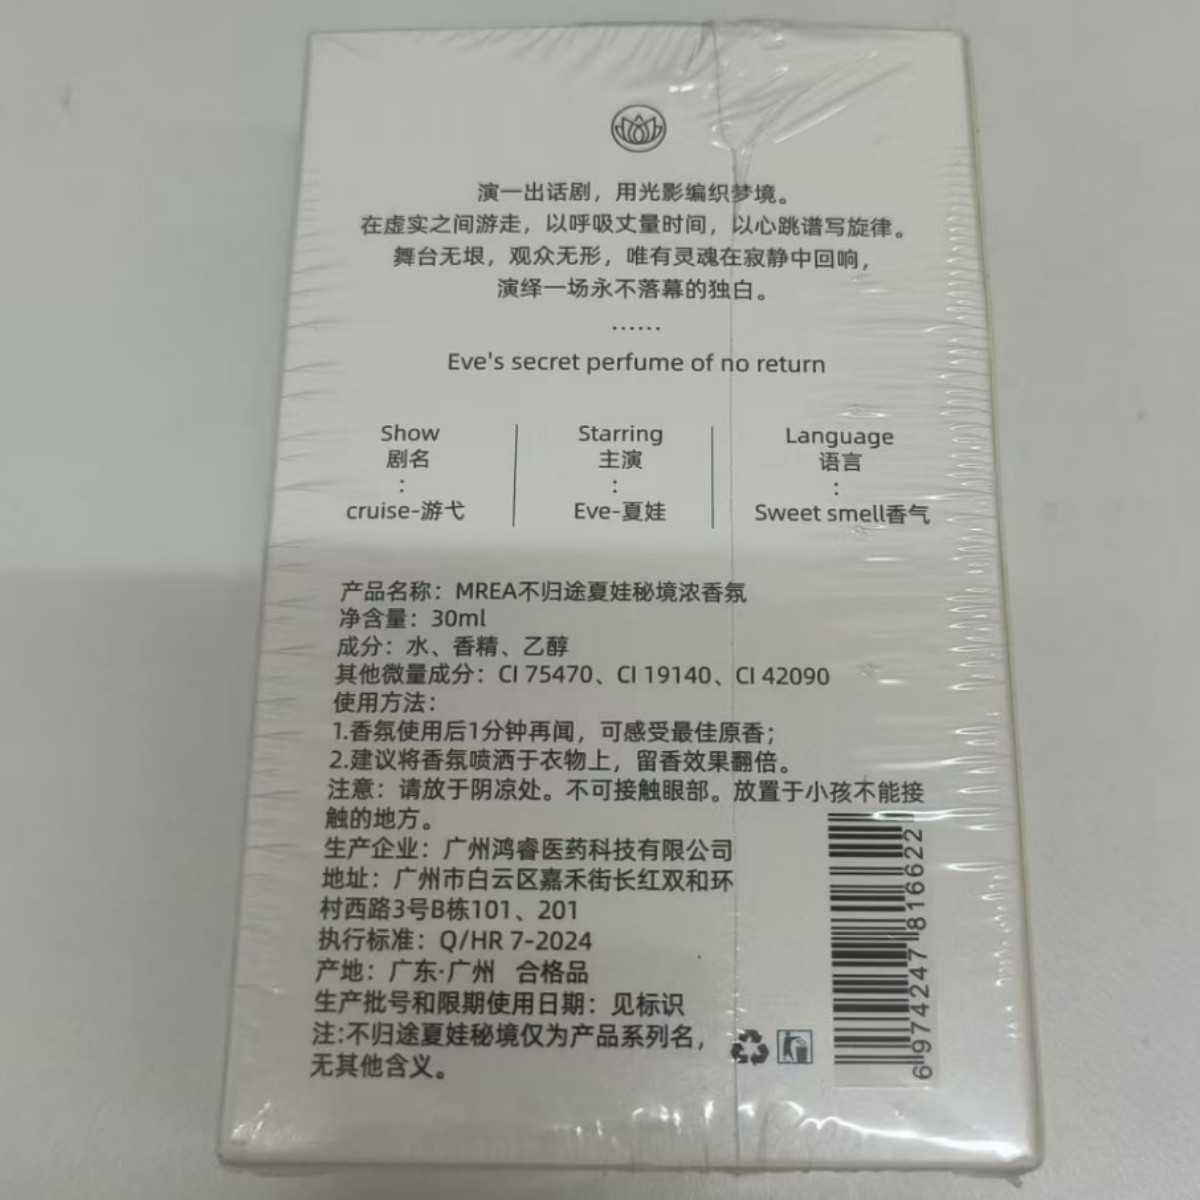 演一出话剧，用光影编织梦境。
在虚实之间游走，以呼吸丈量时间，以心跳谱写旋律。
舞台无垠，观众无形，唯有灵魂在寂静中回响，
演绎一场永不落幕的独白。
......
Eve's secret perfume of no return
Show
剧名
:
cruise-游弋
Starring
主演
:
Eve-夏娃
Language
语言
:
Sweet smell香气
产品名称：MREA不归途夏娃秘境浓香氛
净含量：30ml
成分：水、香精、乙醇
其他微量成分：CI 75470、CI 19140、CI 42090
使用方法：
1.香氛使用后1分钟再闻，可感受最佳原香；
2.建议将香氛喷洒于衣物上，留香效果翻倍。
注意：请放于阴凉处。不可接触眼部。放置于小孩不能接
触的地方。
生产企业：广州鸿睿医药科技有限公司
地址：广州市白云区嘉禾街长红双和环
村西路3号B栋101、201
执行标准：Q/HR 7-2024
产地：广东·广州 合格品
生产批号和限期使用日期：见标识
注:不归途夏娃秘境仅为产品系列名，
无其他含义。
6 974247 816622